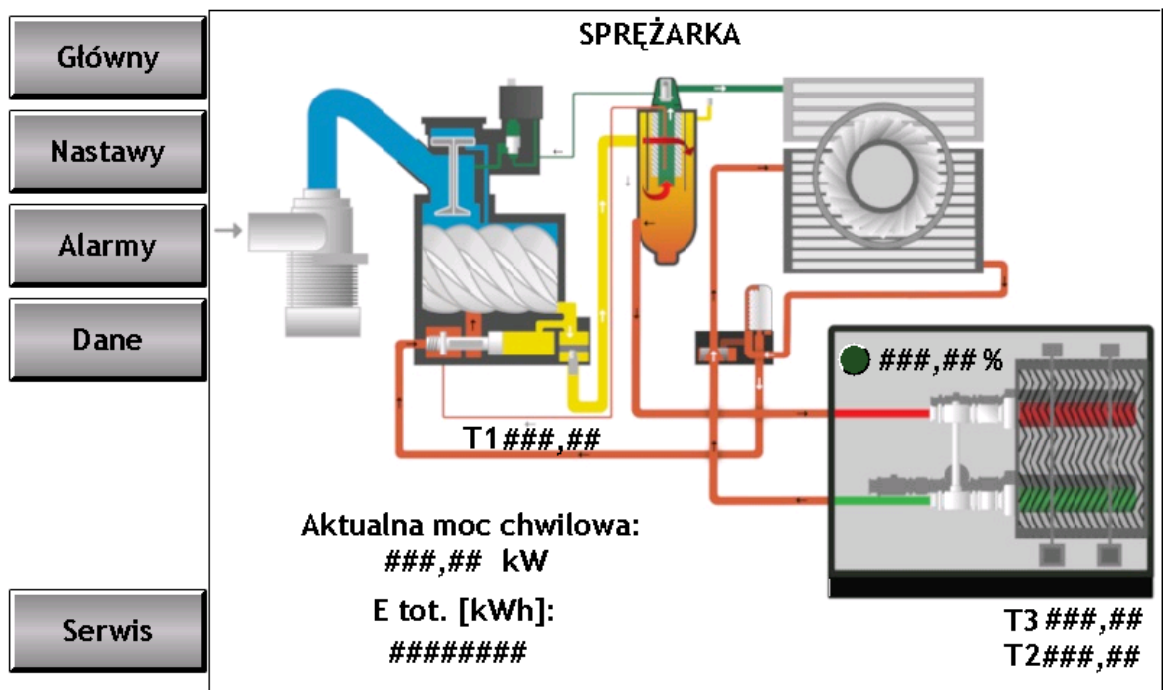 Główny
Nastawy
Alarmy
Dane
Serwis
SPRĘŻARKA
###,## %
T1###,##
Aktualna moc chwilowa:
###,## kW
E tot. [kWh]:
########
T3 ###,##
T2###,##